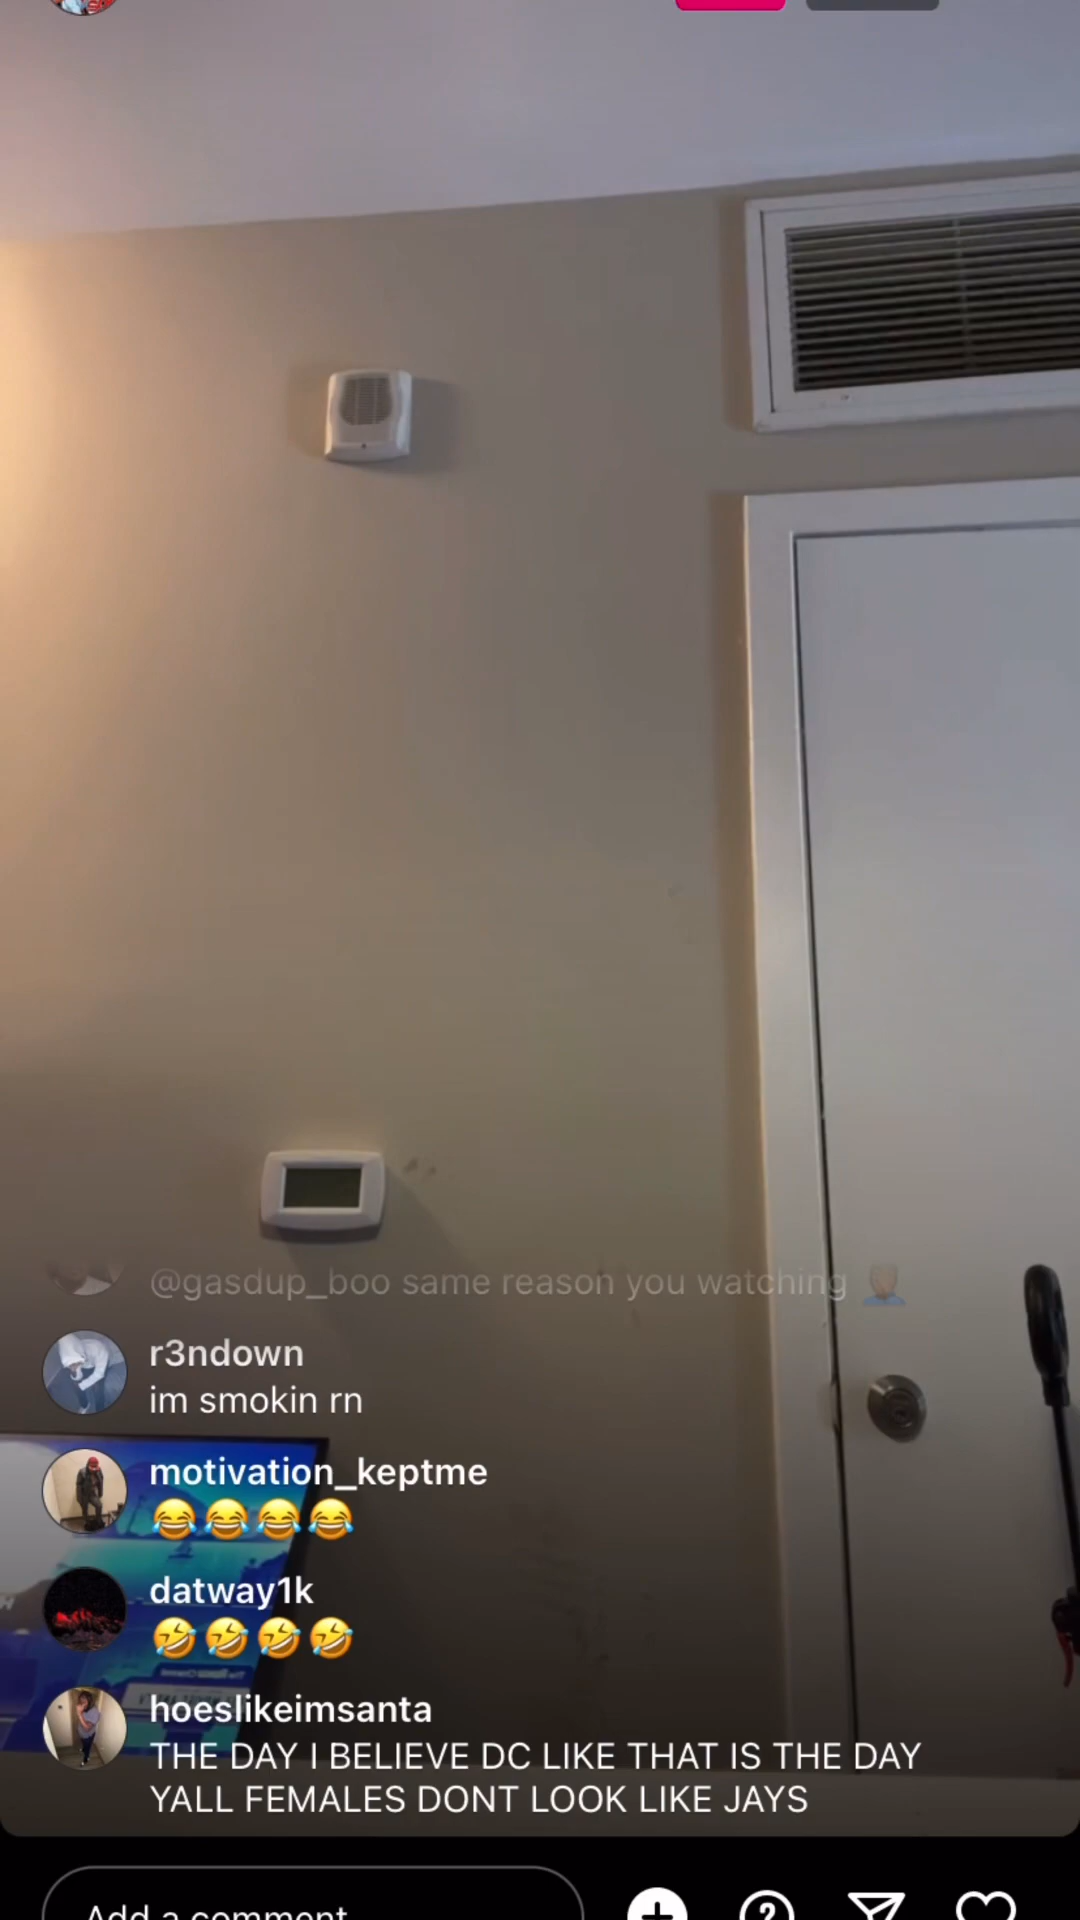 @gasdup_boo same reason you watching 🤦🏼‍♂️
r3ndown
im smokin rn
motivation_keptme
😂😂😂😂
datway1k
🤣🤣🤣🤣
hoeslikeimsanta
THE DAY I BELIEVE DC LIKE THAT IS THE DAY
YALL FEMALES DONT LOOK LIKE JAYS
Add a comment